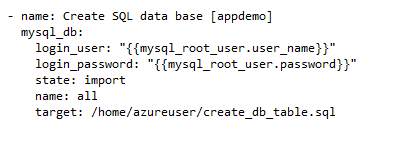 - name: Create SQL data base [appdemo]
  mysql_db:
    login_user: "{{mysql_root_user.user_name}}"
    login_password: "{{mysql_root_user.password}}"
    state: import
    name: all
    target: /home/azureuser/create_db_table.sql